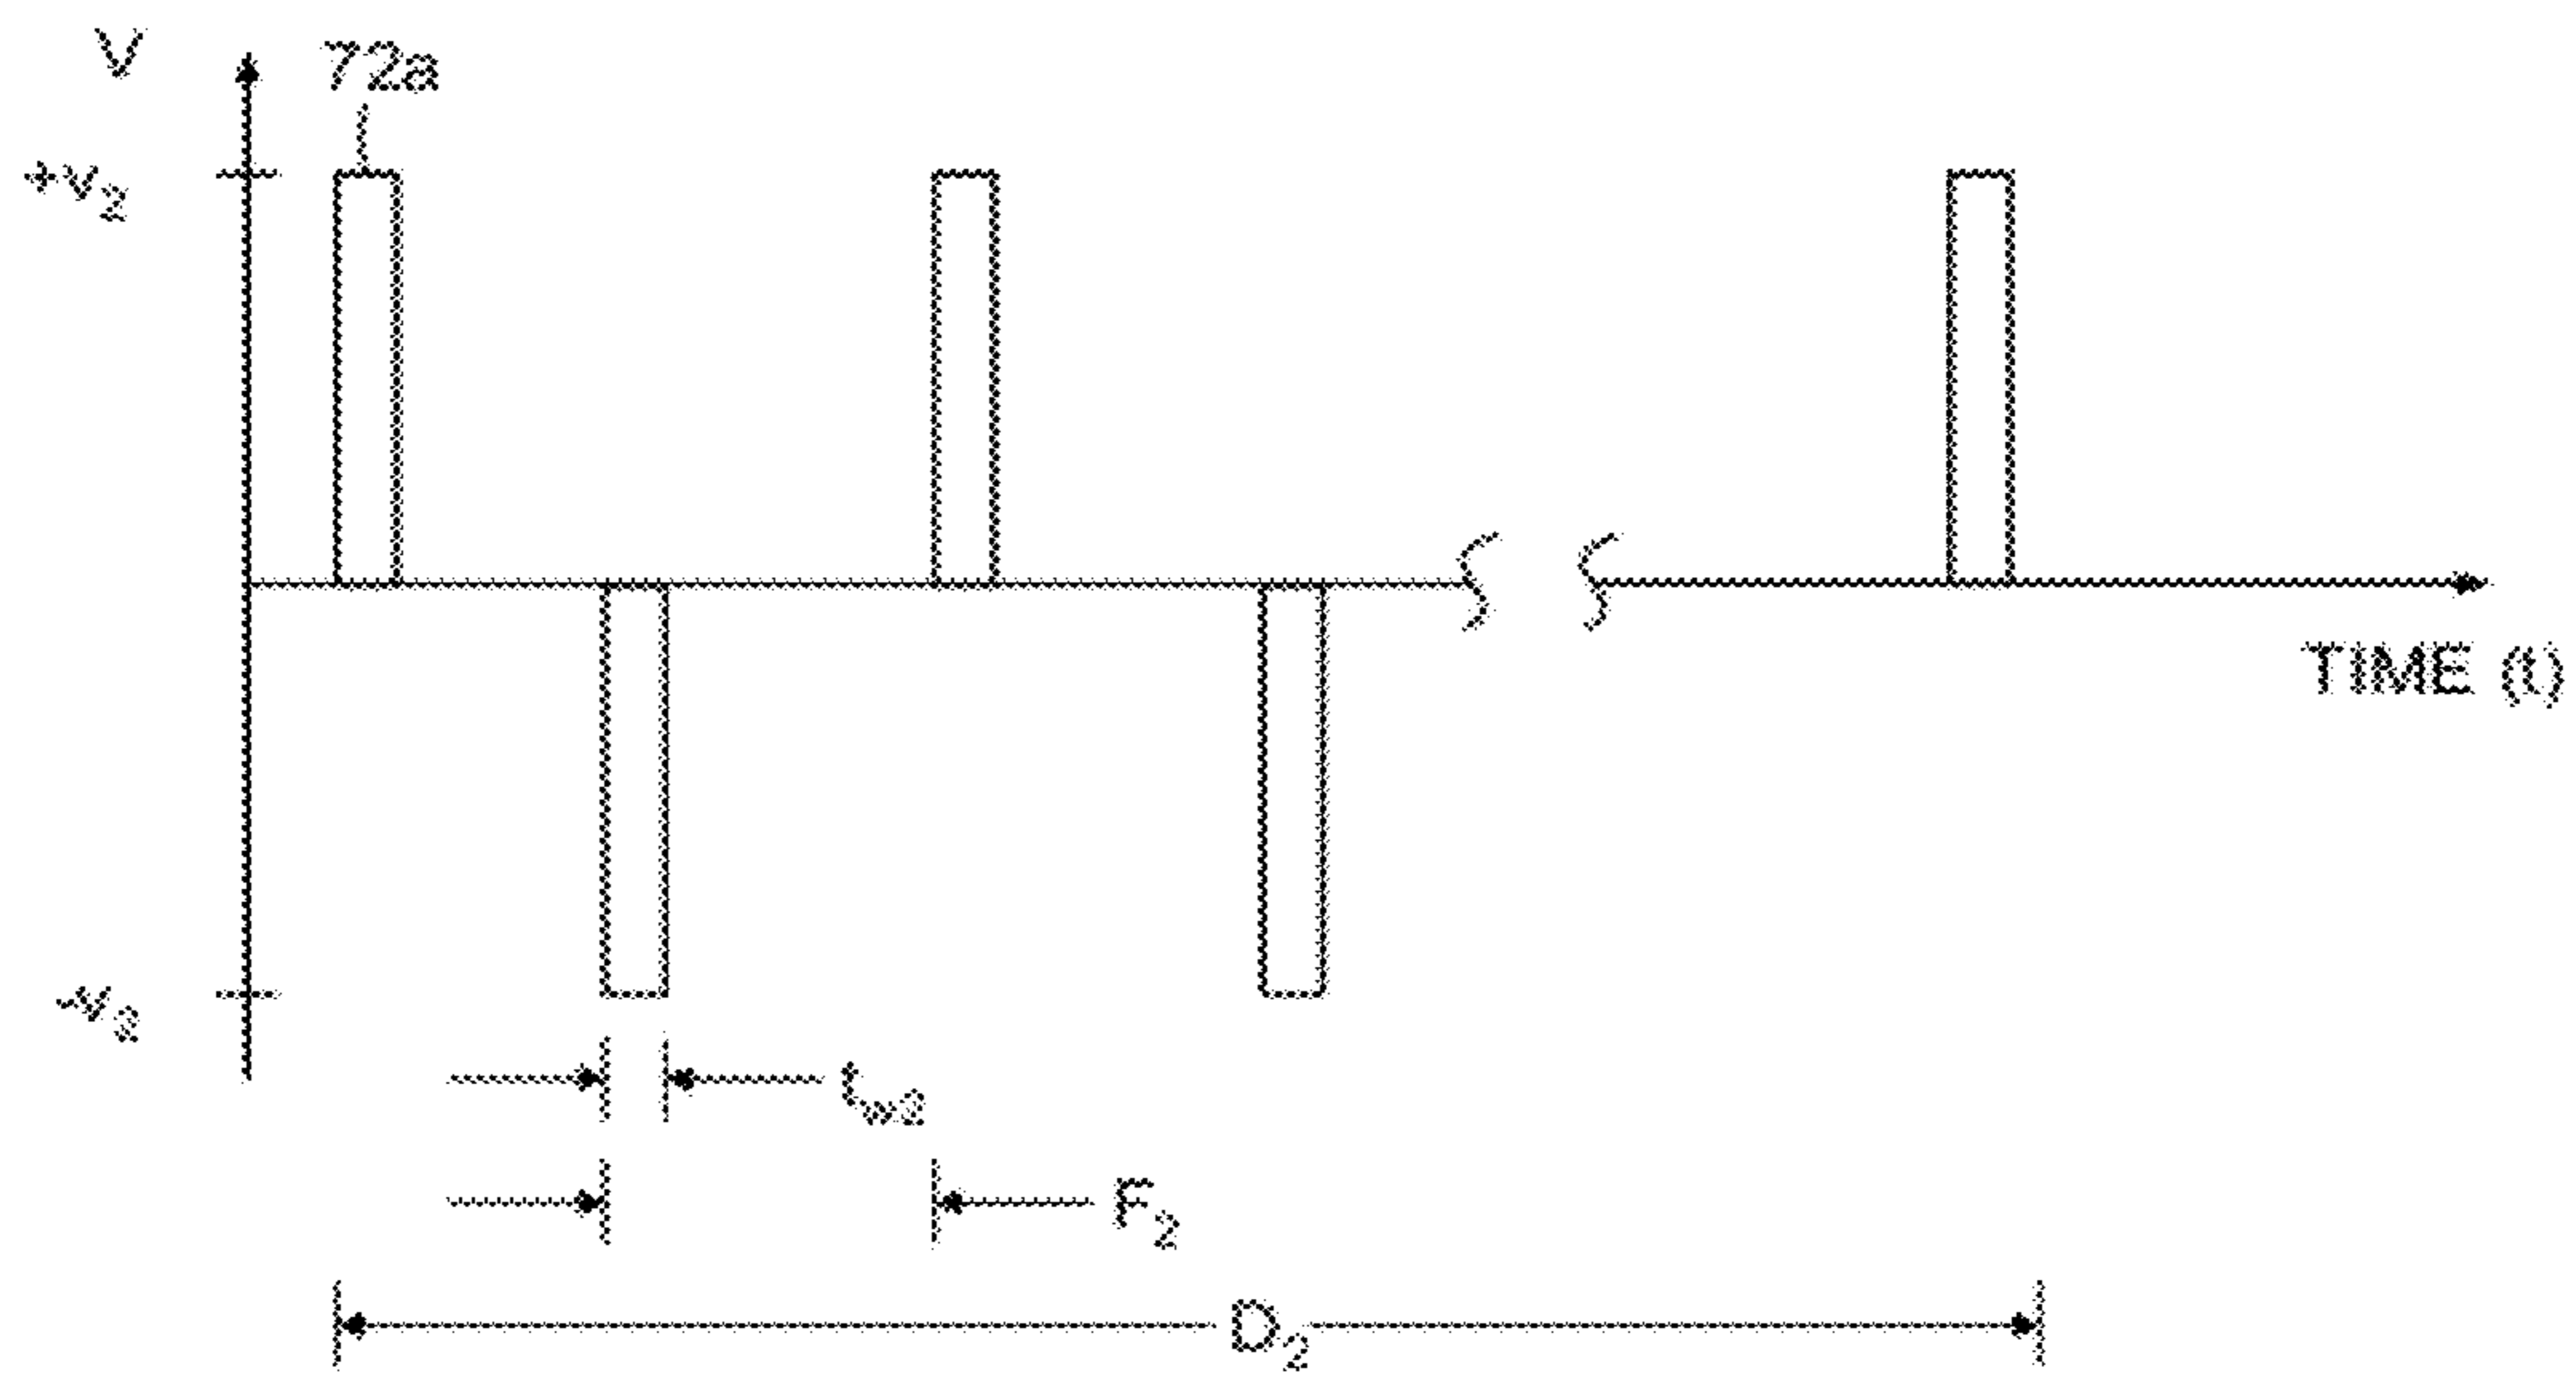 V
72a
+v₂
TIME (t)
-v₂
tw2
F₂
D₂